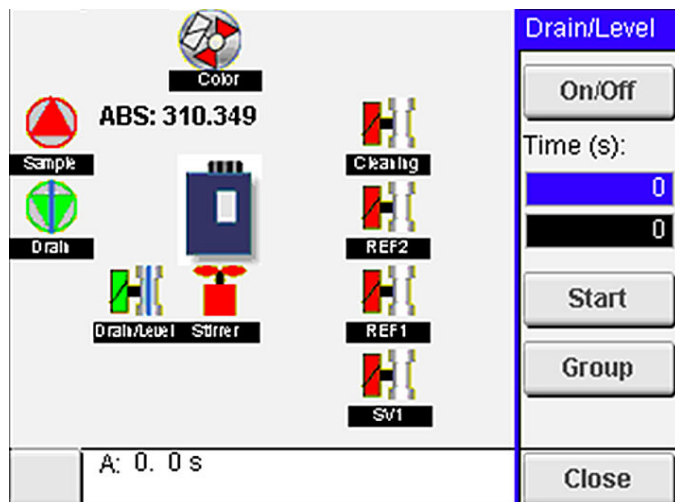 Color
ABS: 310.349
Sample
Drain
Drain/Level
Stirrer
Cleaning
REF2
REF1
SV1
A: 0. 0 s
Drain/Level
On/Off
Time (s):
0
0
Start
Group
Close